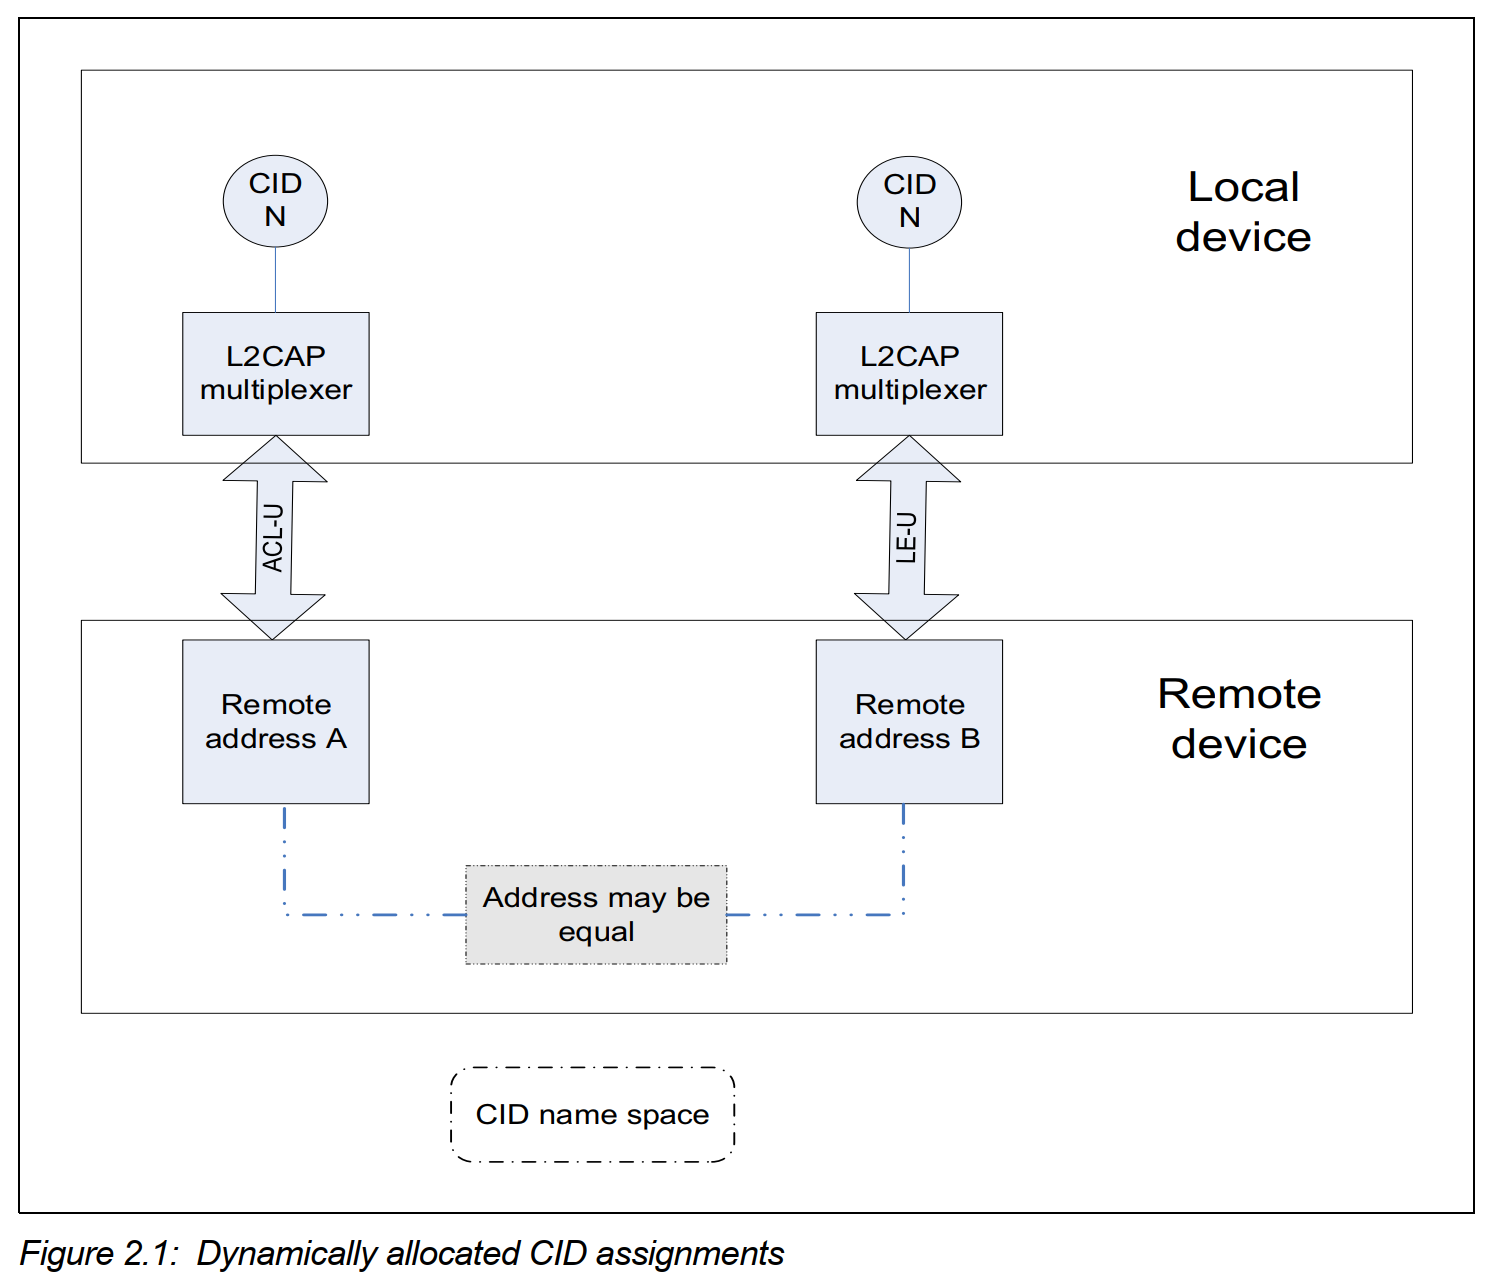 CID
N
CID
N
Local
device
L2CAP
multiplexer
L2CAP
multiplexer
ACL-U
LE-U
Remote
address A
Remote
address B
Remote
device
Address may be
equal
CID name space
Figure 2.1:  Dynamically allocated CID assignments